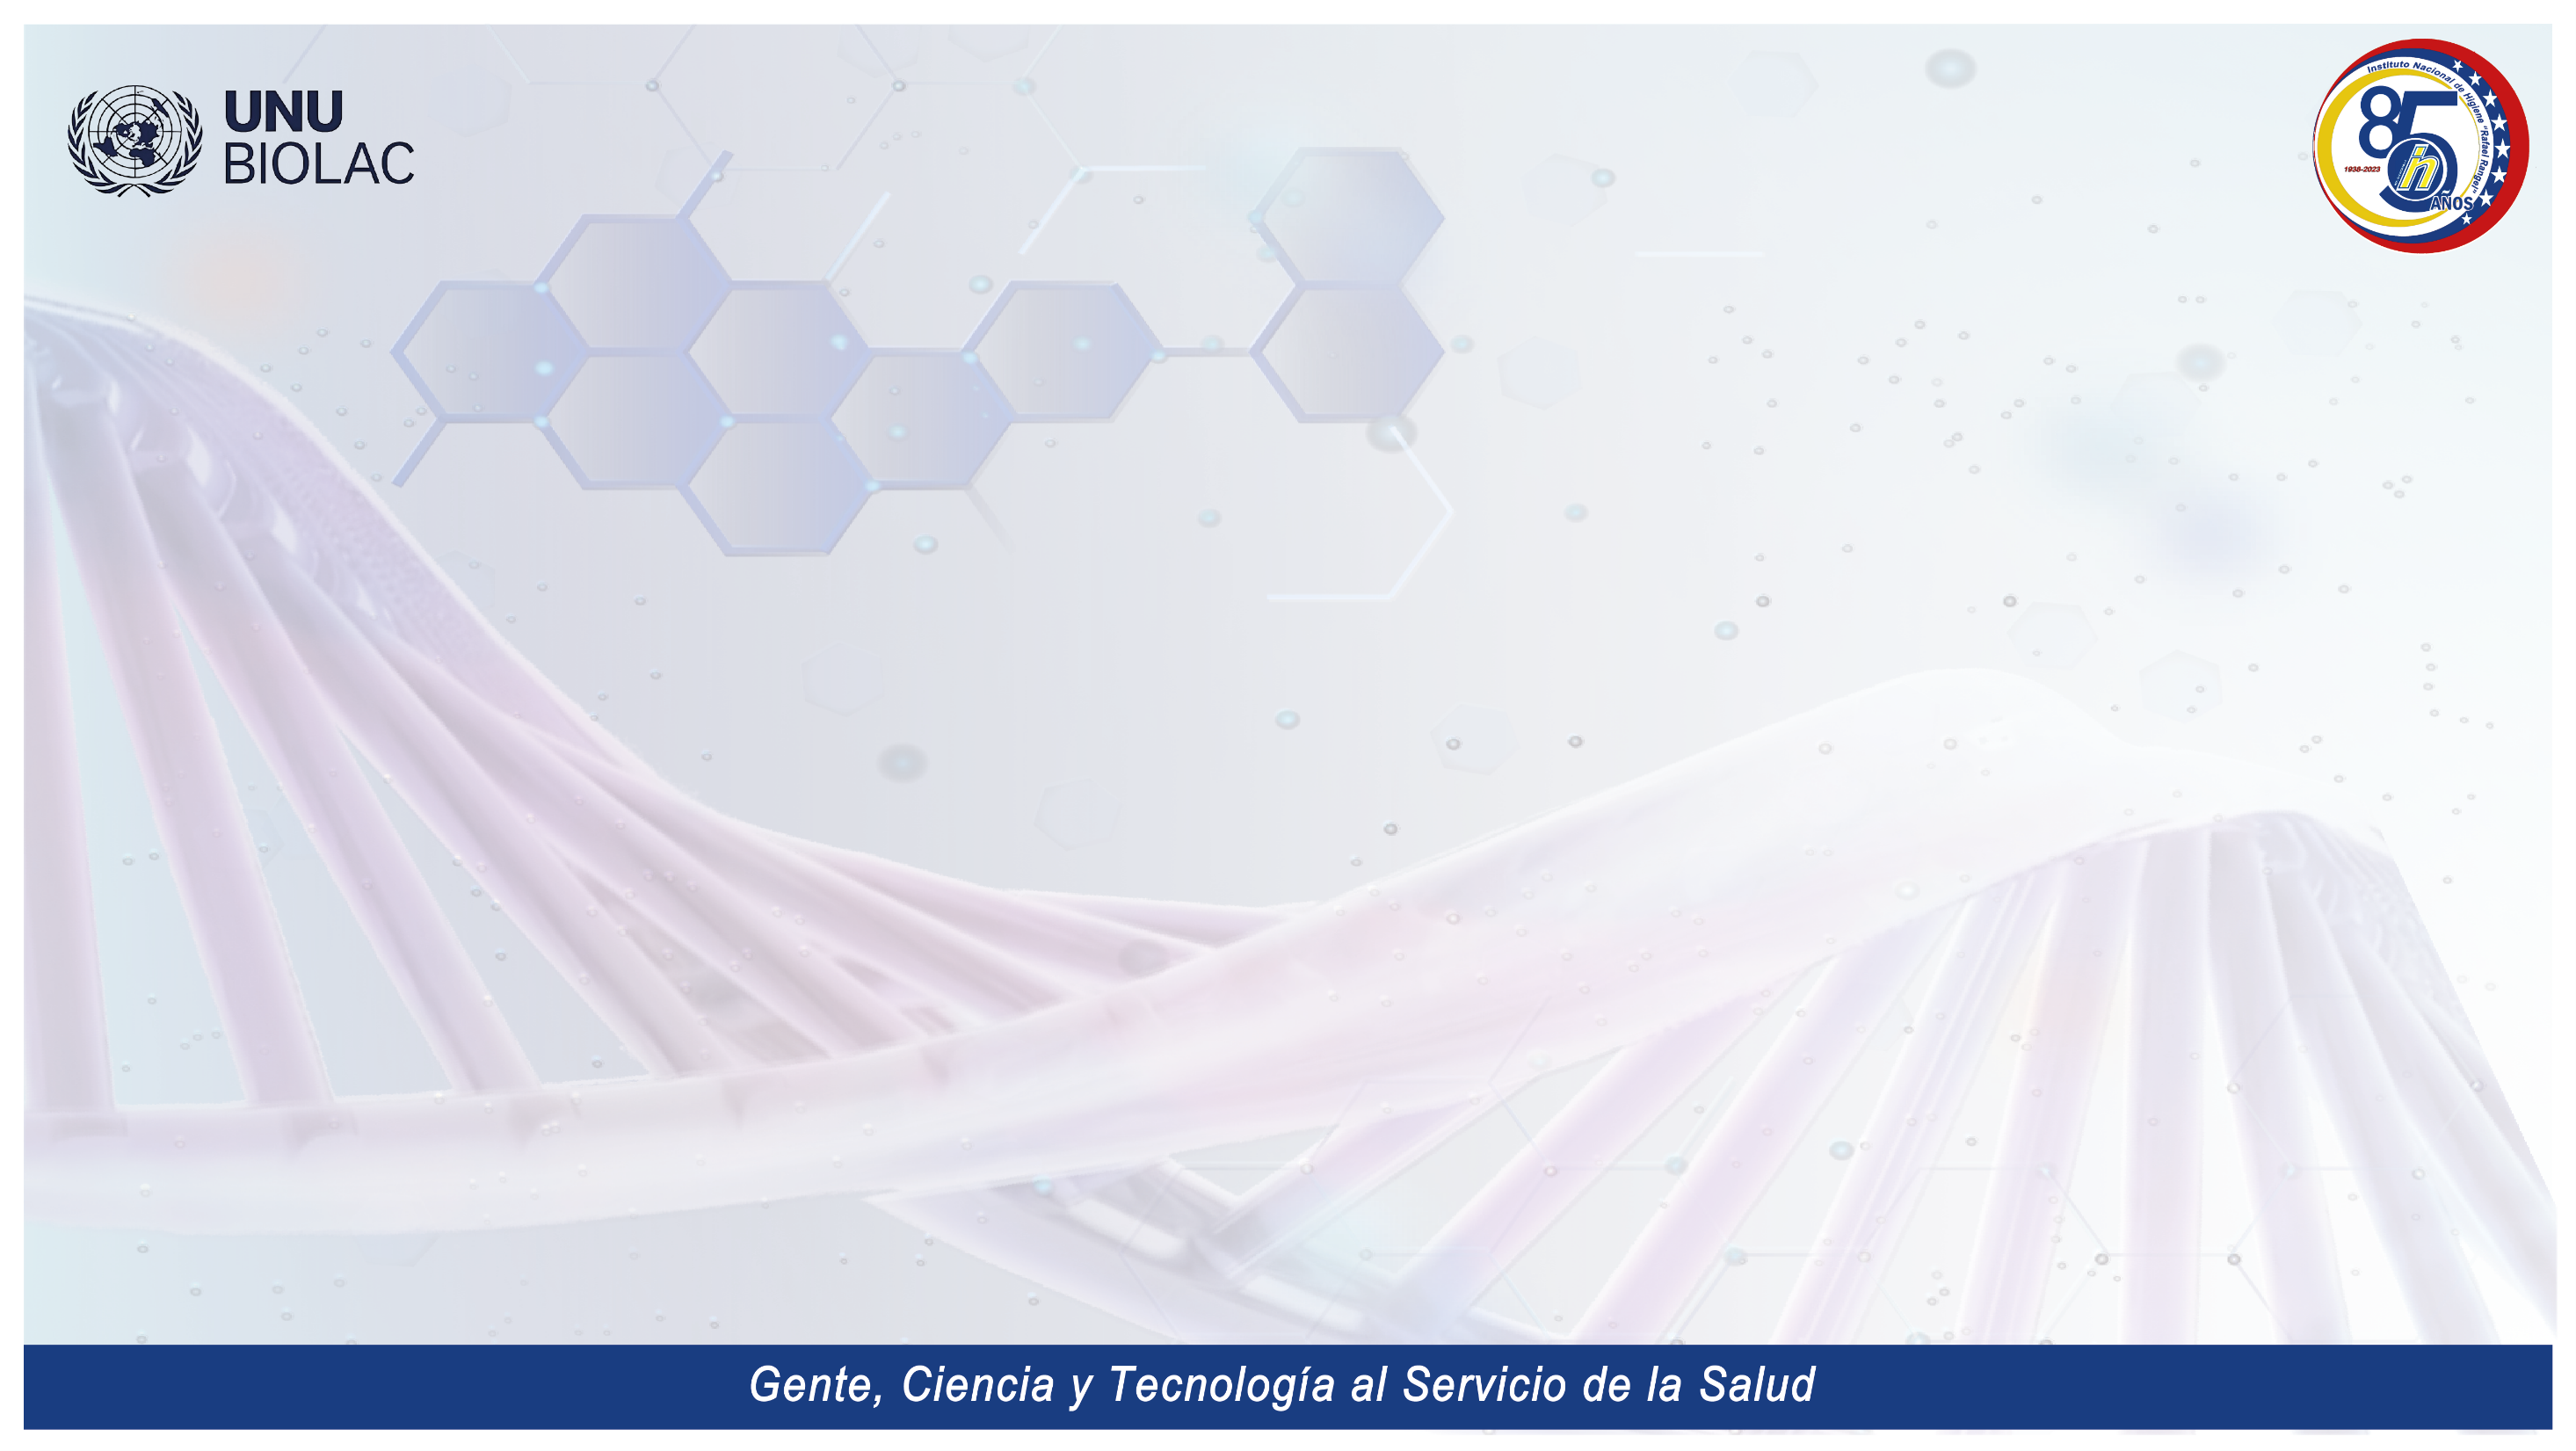 UNU
BIOLAC
Instituto Nacional de Higiene "Rafael Rangel"
85
1938-2023
in
AÑOS
Gente, Ciencia y Tecnología al Servicio de la Salud